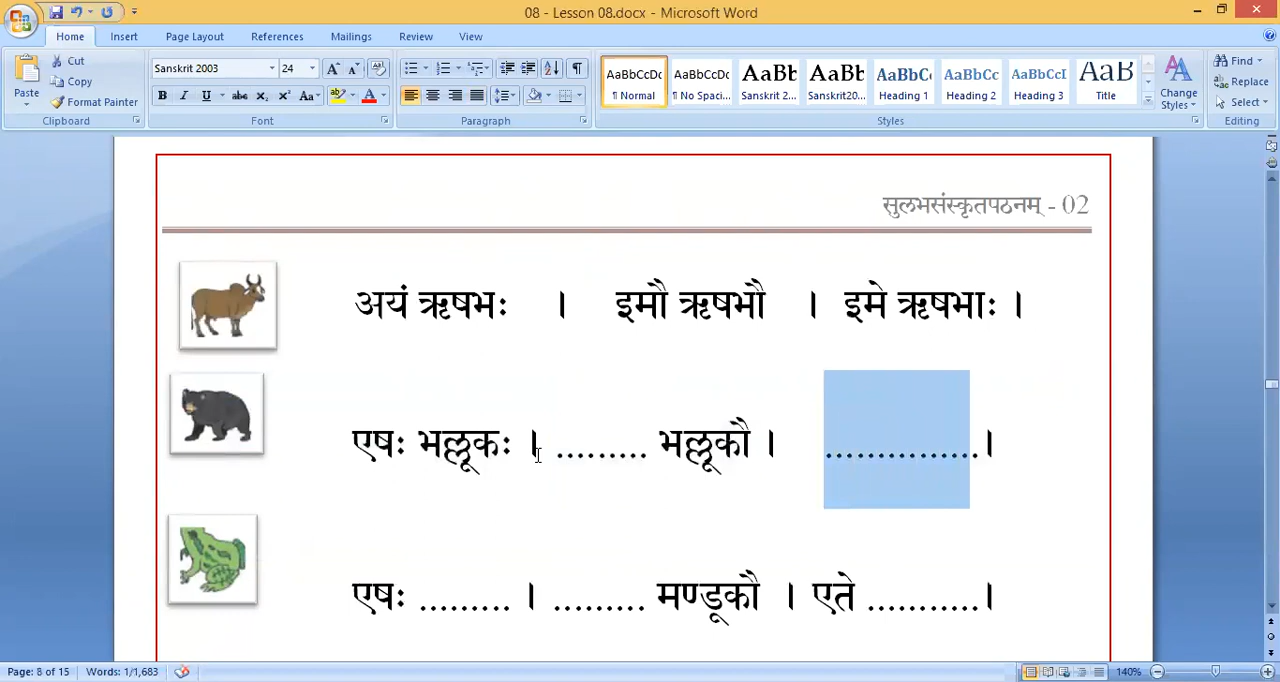 08 - Lesson 08.docx - Microsoft Word
Home Insert Page Layout References Mailings Review View
Paste Cut Copy Format Painter
Sanskrit 2003 24
AaBbCcDc ¶ Normal AaBbCcDc ¶ No Spaci... AaBb Sanskrit 2... AaBb Sanskrit20... AaBbC Heading 1 AaBbCc Heading 2 AaBbCcI Heading 3 AaB Title
Change Styles
Find Replace Select
Clipboard Font Paragraph Styles Editing
सुलभसंस्कृतपठनम् - 02
अयं ऋषभः । इमौ ऋषभौ । इमे ऋषभाः ।
एषः भल्लूकः । ......... भल्लूकौ । ...............।
एषः ......... । ......... मण्डूकौ । एते ...........।
Page: 8 of 15 Words: 1/1,683 140%